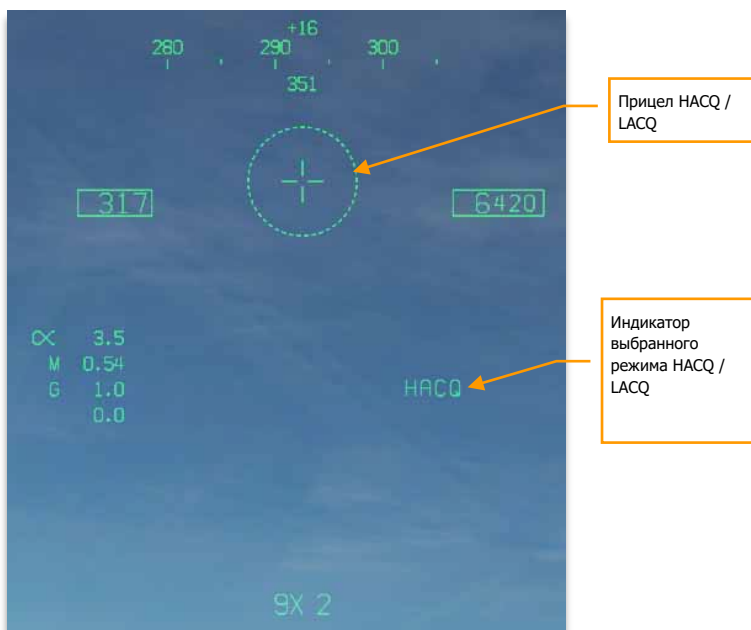 +16
280 290 300
351
Прицел HACQ /
LACQ
317
6420
Индикатор
выбранного
режима HACQ /
LACQ
α 3.5
M 0.54
G 1.0
0.0
HACQ
9X 2